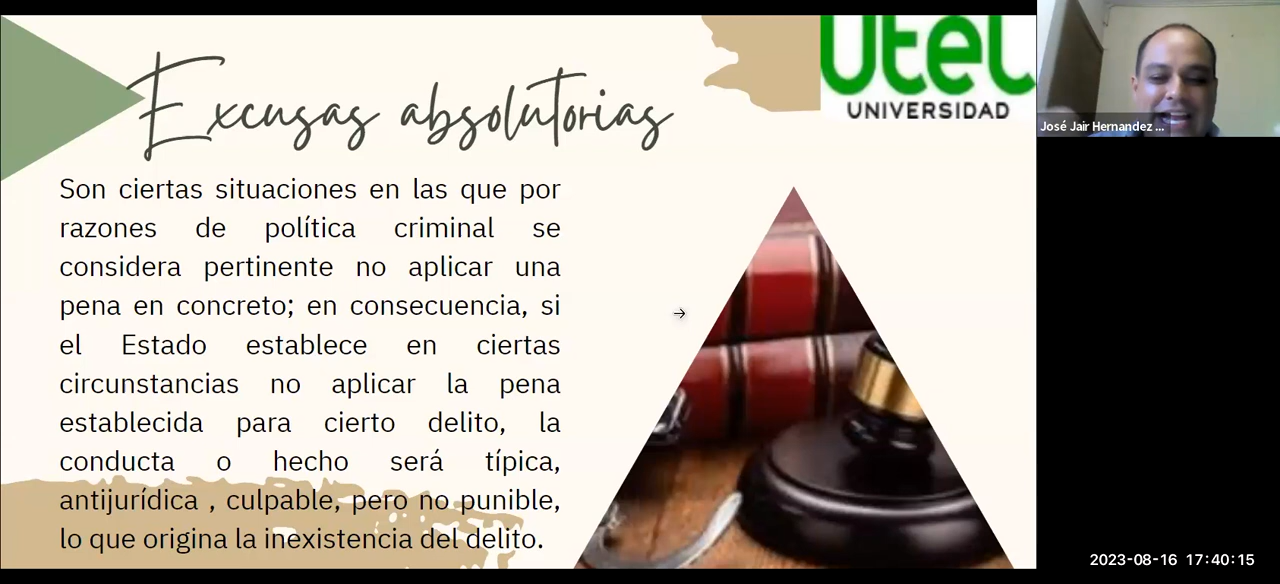 Excusas absolutorias
Utel
UNIVERSIDAD
José Jair Hernandez ...
Son ciertas situaciones en las que por
razones de política criminal se
considera pertinente no aplicar una
pena en concreto; en consecuencia, si
el Estado establece en ciertas
circunstancias no aplicar la pena
establecida para cierto delito, la
conducta o hecho será típica,
antijurídica , culpable, pero no punible,
lo que origina la inexistencia del delito.
2023-08-16 17:40:15